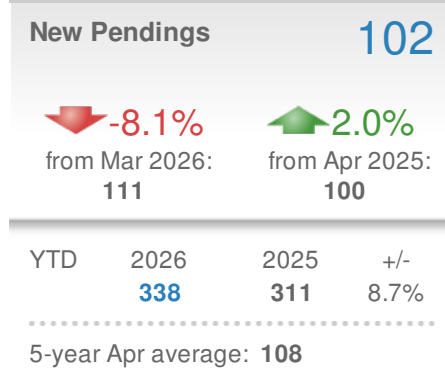 New Pendings 102
-8.1% 2.0%
from Mar 2026: from Apr 2025:
111 100
YTD 2026 2025 +/-
338 311 8.7%
5-year Apr average: 108